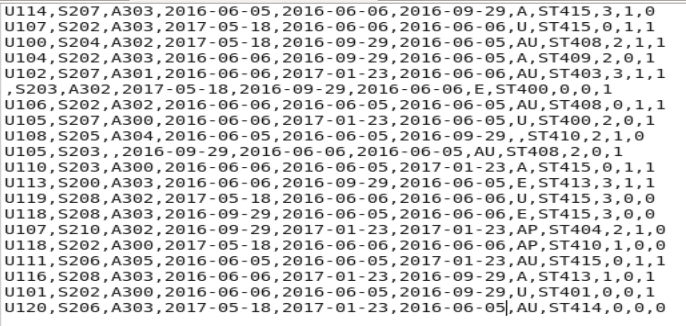 U114,S207,A303,2016-06-05,2016-06-06,2016-09-29,A,ST415,3,1,0
U107,S202,A303,2017-05-18,2016-06-06,2016-06-06,U,ST415,0,1,1
U100,S204,A302,2017-05-18,2016-09-29,2016-06-05,AU,ST408,2,1,1
U104,S202,A303,2016-06-06,2016-09-29,2016-06-05,A,ST409,2,0,1
U102,S207,A301,2016-06-06,2017-01-23,2016-06-06,AU,ST403,3,1,1
,S203,A302,2017-05-18,2016-09-29,2016-06-06,E,ST400,0,0,1
U106,S202,A302,2016-06-06,2016-06-05,2016-06-05,AU,ST408,0,1,1
U105,S207,A300,2016-06-06,2017-01-23,2016-06-05,U,ST400,2,0,1
U108,S205,A304,2016-06-05,2016-06-05,2016-09-29,,ST410,2,1,0
U105,S203,,2016-09-29,2016-06-06,2016-06-05,AU,ST408,2,0,1
U110,S203,A300,2016-06-06,2016-06-05,2017-01-23,A,ST415,0,1,1
U113,S200,A303,2016-06-06,2016-09-29,2016-06-05,E,ST413,3,1,1
U119,S208,A302,2017-05-18,2016-06-06,2016-06-06,U,ST415,3,0,0
U118,S208,A303,2016-09-29,2016-06-05,2016-06-06,E,ST415,3,0,0
U107,S210,A302,2016-09-29,2017-01-23,2017-01-23,AP,ST404,2,1,0
U118,S202,A300,2017-05-18,2016-06-06,2016-06-06,AP,ST410,1,0,0
U111,S206,A305,2016-06-05,2016-06-05,2017-01-23,AU,ST415,0,1,1
U116,S208,A303,2016-06-06,2017-01-23,2016-09-29,A,ST413,1,0,1
U101,S202,A300,2016-06-06,2016-06-05,2016-09-29,U,ST401,0,0,1
U120,S206,A303,2017-05-18,2017-01-23,2016-06-05,AU,ST414,0,0,0